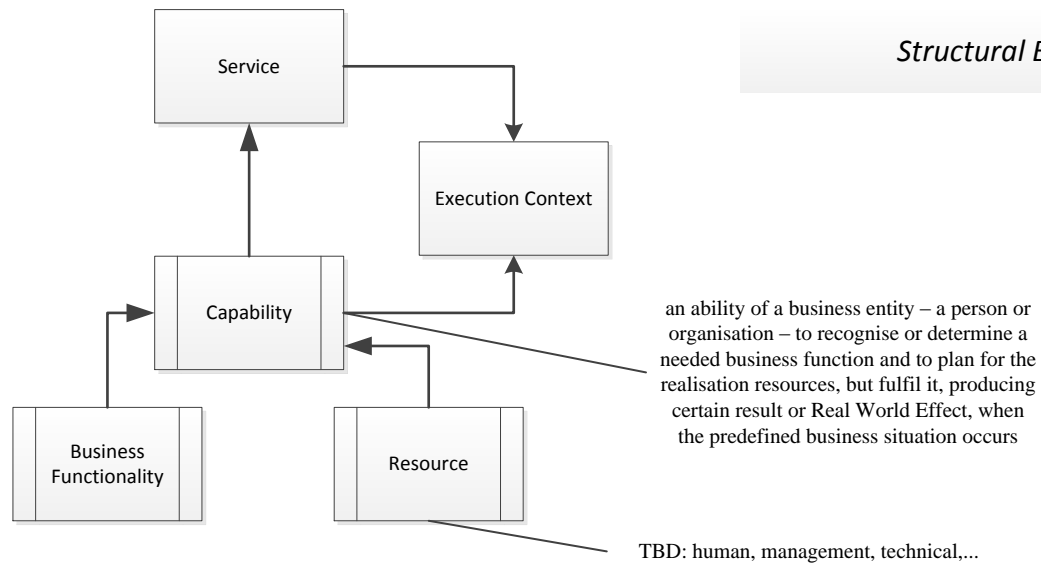 Structural E
Service
Execution Context
Capability
an ability of a business entity – a person or
organisation – to recognise or determine a
needed business function and to plan for the
realisation resources, but fulfil it, producing
certain result or Real World Effect, when
the predefined business situation occurs
Business
Functionality
Resource
TBD: human, management, technical,...